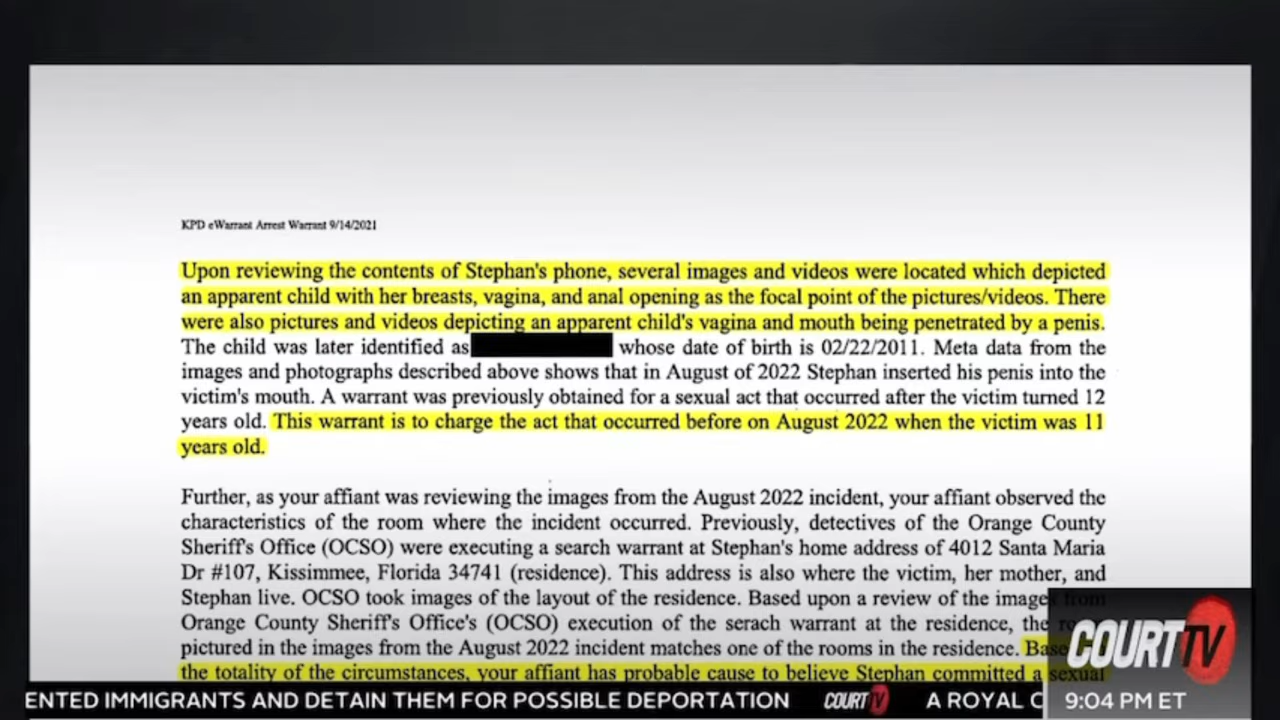 KPD eWarrant Arrest Warrant 9/14/2021
Upon reviewing the contents of Stephan's phone, several images and videos were located which depicted
an apparent child with her breasts, vagina, and anal opening as the focal point of the pictures/videos. There
were also pictures and videos depicting an apparent child's vagina and mouth being penetrated by a penis.
The child was later identified as whose date of birth is 02/22/2011. Meta data from the
images and photographs described above shows that in August of 2022 Stephan inserted his penis into the
victim's mouth. A warrant was previously obtained for a sexual act that occurred after the victim turned 12
years old. This warrant is to charge the act that occurred before on August 2022 when the victim was 11
years old.
Further, as your affiant was reviewing the images from the August 2022 incident, your affiant observed the
characteristics of the room where the incident occurred. Previously, detectives of the Orange County
Sheriff's Office (OCSO) were executing a search warrant at Stephan's home address of 4012 Santa Maria
Dr #107, Kissimmee, Florida 34741 (residence). This address is also where the victim, her mother, and
Stephan live. OCSO took images of the layout of the residence. Based upon a review of the images from
Orange County Sheriff's Office's (OCSO) execution of the serach warrant at the residence, the
pictured in the images from the August 2022 incident matches one of the rooms in the residence.
the totality of the circumstances, your affiant has probable cause to believe Stephan committed a sexual
COURT TV
ENTED IMMIGRANTS AND DETAIN THEM FOR POSSIBLE DEPORTATION COURT TV A ROYAL C
9:04 PM ET